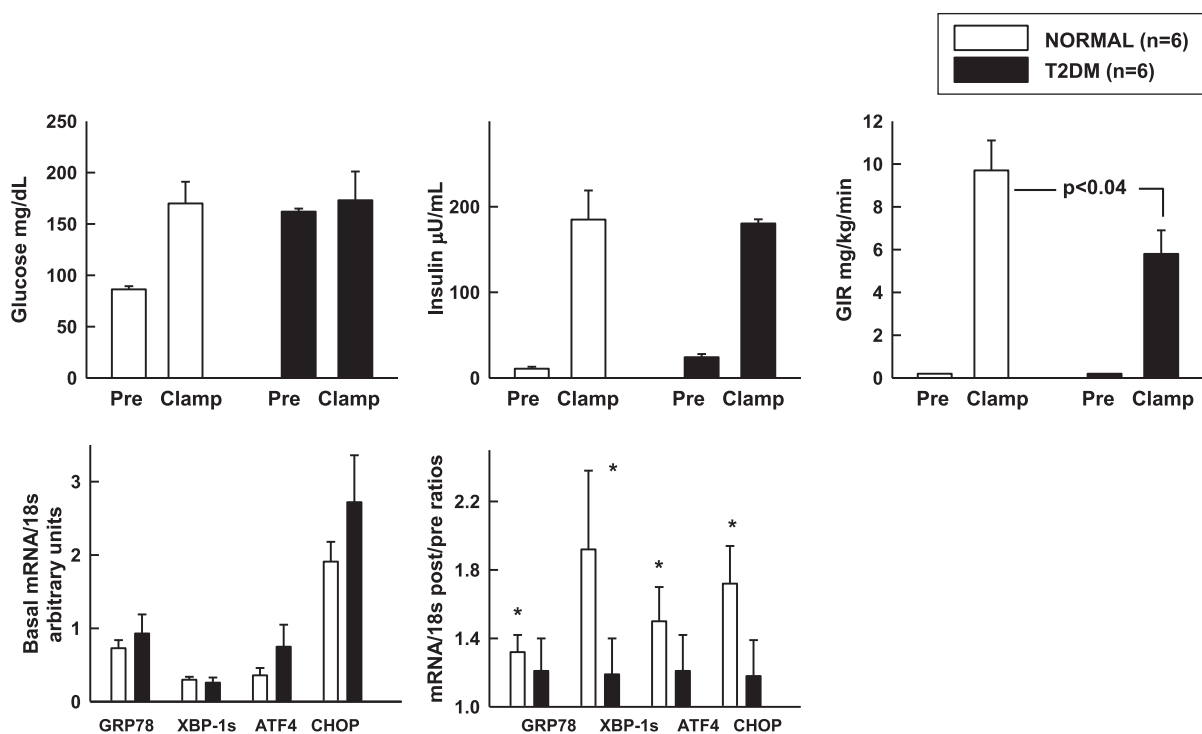 NORMAL (n=6)
T2DM (n=6)
Glucose mg/dL
250
200
150
100
50
0
Pre Clamp Pre Clamp
Insulin µU/mL
200
100
0
Pre Clamp Pre Clamp
GIR mg/kg/min
12
10
8
6
4
2
0
p<0.04
Pre Clamp Pre Clamp
Basal mRNA/18s
arbitrary units
3
2
1
0
GRP78 XBP-1s ATF4 CHOP
mRNA/18s post/pre ratios
2.2
1.8
1.4
1.0
* * * *
GRP78 XBP-1s ATF4 CHOP